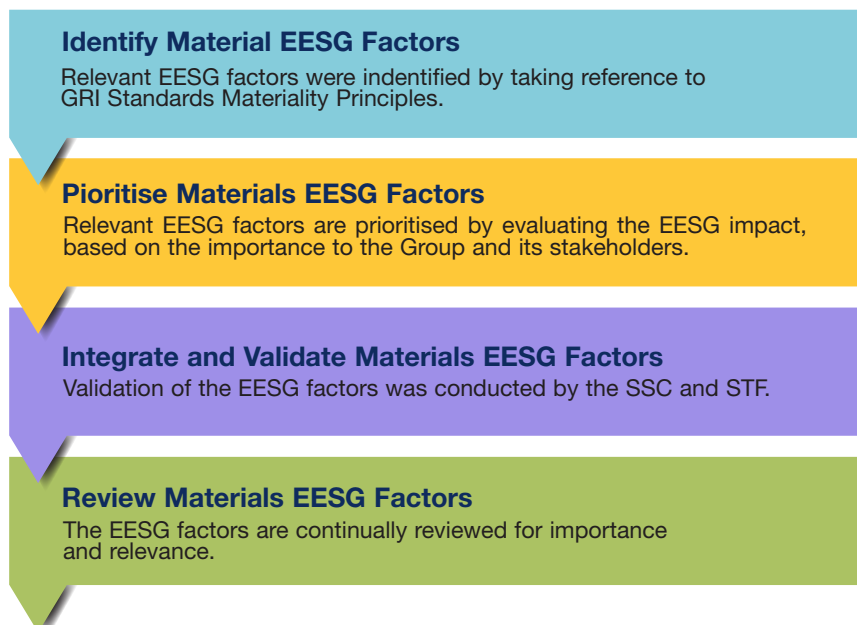 Identify Material EESG Factors
Relevant EESG factors were indentified by taking reference to
GRI Standards Materiality Principles.
Pioritise Materials EESG Factors
Relevant EESG factors are prioritised by evaluating the EESG impact,
based on the importance to the Group and its stakeholders.
Integrate and Validate Materials EESG Factors
Validation of the EESG factors was conducted by the SSC and STF.
Review Materials EESG Factors
The EESG factors are continually reviewed for importance
and relevance.